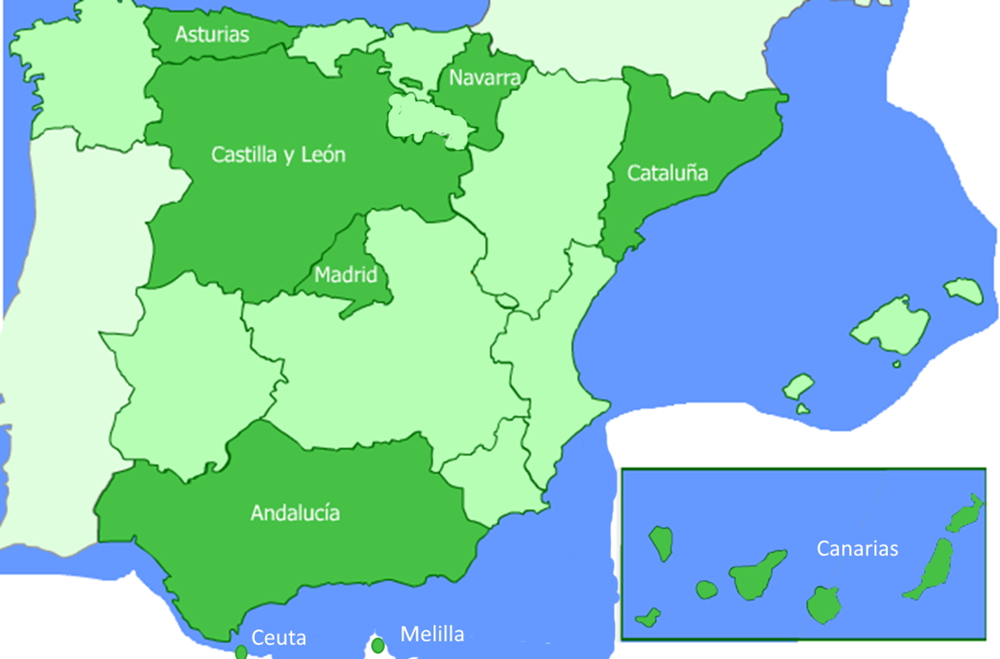 Asturias
Navarra
Castilla y León
Cataluña
Madrid
Andalucía
Canarias
Ceuta
Melilla